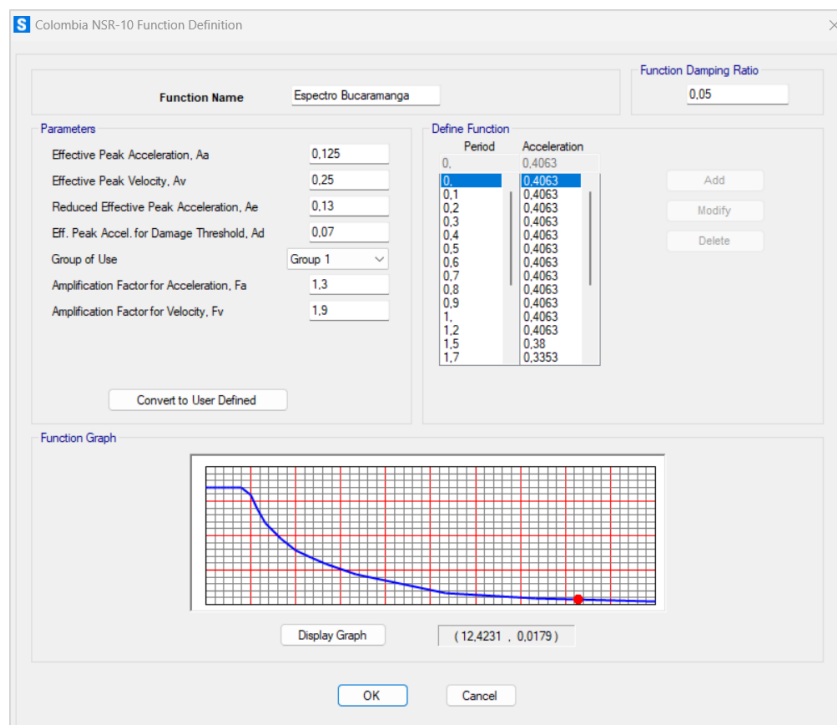 S Colombia NSR-10 Function Definition
Function Name Espectro Bucaramanga
Function Damping Ratio
0,05
Parameters
Effective Peak Acceleration, Aa 0,125
Effective Peak Velocity, Av 0,25
Reduced Effective Peak Acceleration, Ae 0,13
Eff. Peak Accel. for Damage Threshold, Ad 0,07
Group of Use Group 1
Amplification Factor for Acceleration, Fa 1,3
Amplification Factor for Velocity, Fv 1,9
Convert to User Defined
Define Function
Period Acceleration
0, 0,4063
0, 0,4063
0,1 0,4063
0,2 0,4063
0,3 0,4063
0,4 0,4063
0,5 0,4063
0,6 0,4063
0,7 0,4063
0,8 0,4063
0,9 0,4063
1, 0,4063
1,2 0,4063
1,5 0,38
1,7 0,3353
Add
Modify
Delete
Function Graph
Display Graph (12,4231 , 0,0179)
OK Cancel